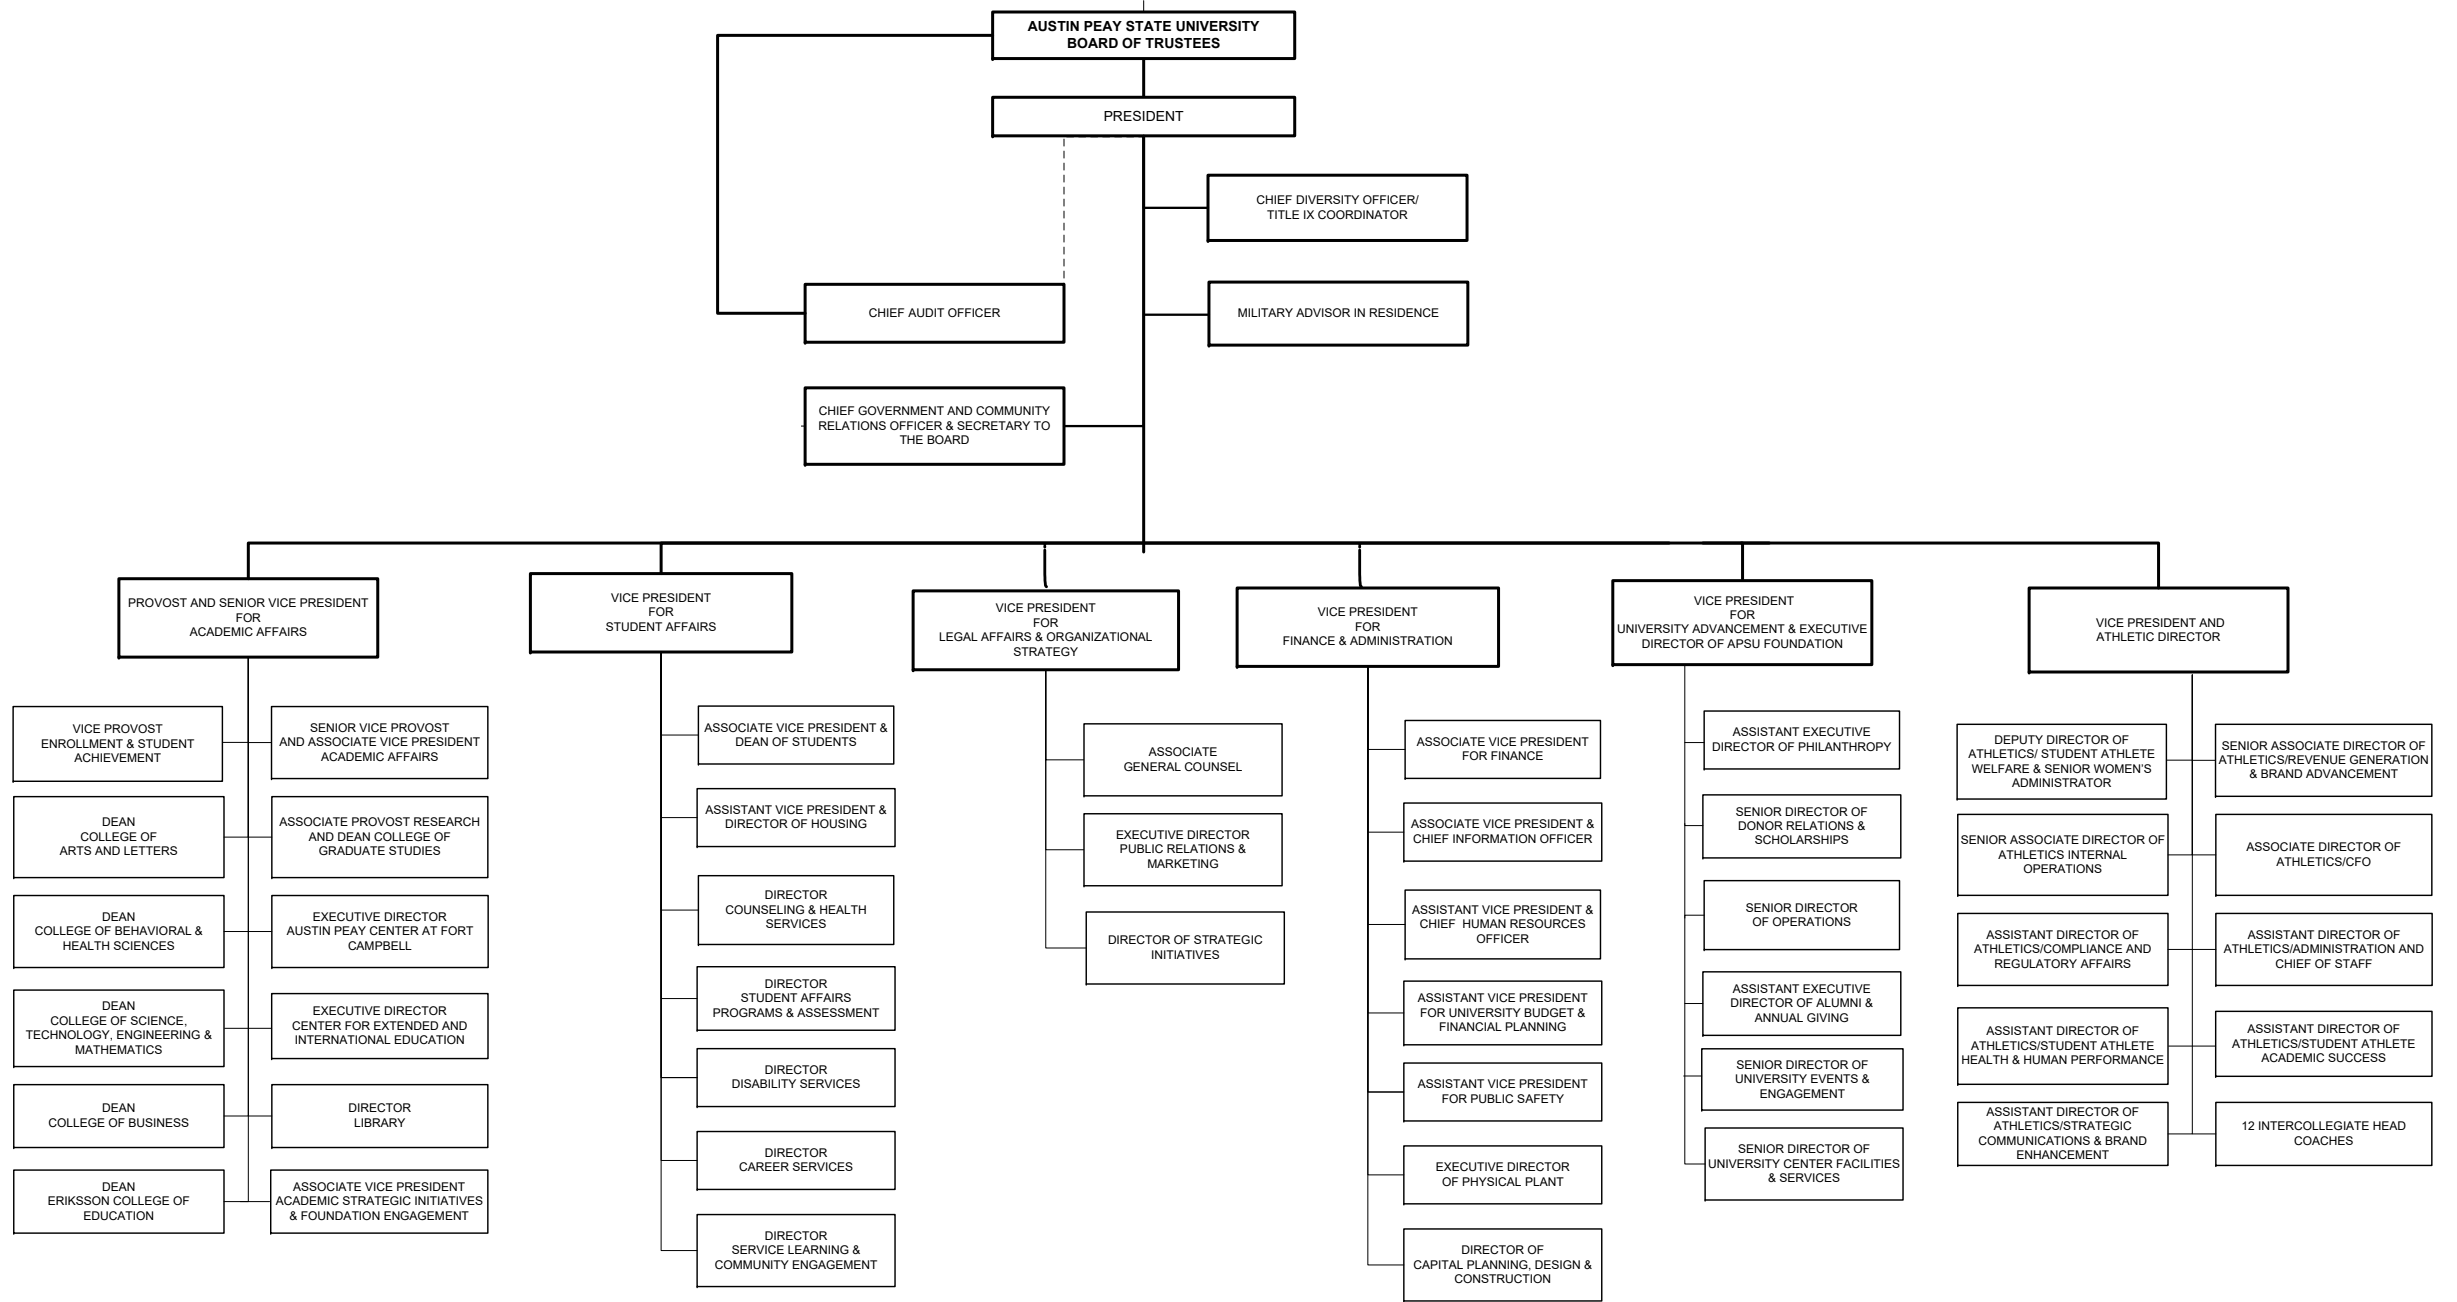 AUSTIN PEAY STATE UNIVERSITY
BOARD OF TRUSTEES
PRESIDENT
CHIEF DIVERSITY OFFICER/
TITLE IX COORDINATOR
CHIEF AUDIT OFFICER
MILITARY ADVISOR IN RESIDENCE
CHIEF GOVERNMENT AND COMMUNITY
RELATIONS OFFICER & SECRETARY TO
THE BOARD
PROVOST AND SENIOR VICE PRESIDENT
FOR
ACADEMIC AFFAIRS
VICE PROVOST
ENROLLMENT & STUDENT
ACHIEVEMENT
SENIOR VICE PROVOST
AND ASSOCIATE VICE PRESIDENT
ACADEMIC AFFAIRS
DEAN
COLLEGE OF
ARTS AND LETTERS
ASSOCIATE PROVOST RESEARCH
AND DEAN COLLEGE OF
GRADUATE STUDIES
DEAN
COLLEGE OF BEHAVIORAL &
HEALTH SCIENCES
EXECUTIVE DIRECTOR
AUSTIN PEAY CENTER AT FORT
CAMPBELL
DEAN
COLLEGE OF SCIENCE,
TECHNOLOGY, ENGINEERING &
MATHEMATICS
EXECUTIVE DIRECTOR
CENTER FOR EXTENDED AND
INTERNATIONAL EDUCATION
DEAN
COLLEGE OF BUSINESS
DIRECTOR
LIBRARY
DEAN
ERIKSSON COLLEGE OF
EDUCATION
ASSOCIATE VICE PRESIDENT
ACADEMIC STRATEGIC INITIATIVES
& FOUNDATION ENGAGEMENT
VICE PRESIDENT
FOR
STUDENT AFFAIRS
ASSOCIATE VICE PRESIDENT &
DEAN OF STUDENTS
ASSISTANT VICE PRESIDENT &
DIRECTOR OF HOUSING
DIRECTOR
COUNSELING & HEALTH
SERVICES
DIRECTOR
STUDENT AFFAIRS
PROGRAMS & ASSESSMENT
DIRECTOR
DISABILITY SERVICES
DIRECTOR
CAREER SERVICES
DIRECTOR
SERVICE LEARNING &
COMMUNITY ENGAGEMENT
VICE PRESIDENT
FOR
LEGAL AFFAIRS & ORGANIZATIONAL
STRATEGY
ASSOCIATE
GENERAL COUNSEL
EXECUTIVE DIRECTOR
PUBLIC RELATIONS &
MARKETING
DIRECTOR OF STRATEGIC
INITIATIVES
VICE PRESIDENT
FOR
FINANCE & ADMINISTRATION
ASSOCIATE VICE PRESIDENT
FOR FINANCE
ASSOCIATE VICE PRESIDENT &
CHIEF INFORMATION OFFICER
ASSISTANT VICE PRESIDENT &
CHIEF HUMAN RESOURCES
OFFICER
ASSISTANT VICE PRESIDENT
FOR UNIVERSITY BUDGET &
FINANCIAL PLANNING
ASSISTANT VICE PRESIDENT
FOR PUBLIC SAFETY
EXECUTIVE DIRECTOR
OF PHYSICAL PLANT
DIRECTOR OF
CAPITAL PLANNING, DESIGN &
CONSTRUCTION
VICE PRESIDENT
FOR
UNIVERSITY ADVANCEMENT & EXECUTIVE
DIRECTOR OF APSU FOUNDATION
ASSISTANT EXECUTIVE
DIRECTOR OF PHILANTHROPY
SENIOR DIRECTOR OF
DONOR RELATIONS &
SCHOLARSHIPS
SENIOR DIRECTOR
OF OPERATIONS
ASSISTANT EXECUTIVE
DIRECTOR OF ALUMNI &
ANNUAL GIVING
SENIOR DIRECTOR OF
UNIVERSITY EVENTS &
ENGAGEMENT
SENIOR DIRECTOR OF
UNIVERSITY CENTER FACILITIES
& SERVICES
VICE PRESIDENT AND
ATHLETIC DIRECTOR
DEPUTY DIRECTOR OF
ATHLETICS/ STUDENT ATHLETE
WELFARE & SENIOR WOMEN'S
ADMINISTRATOR
SENIOR ASSOCIATE DIRECTOR OF
ATHLETICS/REVENUE GENERATION
& BRAND ADVANCEMENT
SENIOR ASSOCIATE DIRECTOR OF
ATHLETICS INTERNAL
OPERATIONS
ASSOCIATE DIRECTOR OF
ATHLETICS/CFO
ASSISTANT DIRECTOR OF
ATHLETICS/COMPLIANCE AND
REGULATORY AFFAIRS
ASSISTANT DIRECTOR OF
ATHLETICS/ADMINISTRATION AND
CHIEF OF STAFF
ASSISTANT DIRECTOR OF
ATHLETICS/STUDENT ATHLETE
HEALTH & HUMAN PERFORMANCE
ASSISTANT DIRECTOR OF
ATHLETICS/STUDENT ATHLETE
ACADEMIC SUCCESS
ASSISTANT DIRECTOR OF
ATHLETICS/STRATEGIC
COMMUNICATIONS & BRAND
ENHANCEMENT
12 INTERCOLLEGIATE HEAD
COACHES